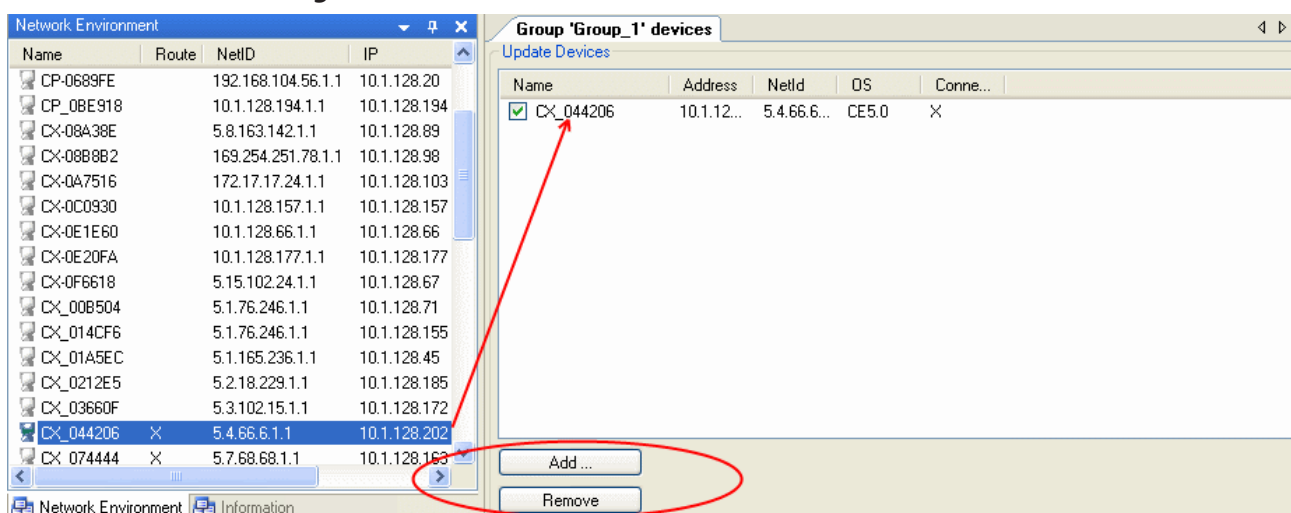 Network Environment
Name Route NetID IP
CP-0689FE 192.168.104.56.1.1 10.1.128.20
CP_0BE918 10.1.128.194.1.1 10.1.128.194
CX-08A38E 5.8.163.142.1.1 10.1.128.89
CX-08B8B2 169.254.251.78.1.1 10.1.128.98
CX-0A7516 172.17.17.24.1.1 10.1.128.103
CX-0C0930 10.1.128.157.1.1 10.1.128.157
CX-0E1E60 10.1.128.66.1.1 10.1.128.66
CX-0E20FA 10.1.128.177.1.1 10.1.128.177
CX-0F6618 5.15.102.24.1.1 10.1.128.67
CX_00B504 5.1.76.246.1.1 10.1.128.71
CX_014CF6 5.1.76.246.1.1 10.1.128.155
CX_01A5EC 5.1.165.236.1.1 10.1.128.45
CX_0212E5 5.2.18.229.1.1 10.1.128.185
CX_03660F 5.3.102.15.1.1 10.1.128.172
CX_044206 X 5.4.66.6.1.1 10.1.128.202
CX_074444 X 5.7.68.68.1.1 10.1.128.163
Network Environment Information
Group 'Group_1' devices
Update Devices
Name Address NetId OS Conne...
CX_044206 10.1.12... 5.4.66.6... CE5.0 X
Add ...
Remove